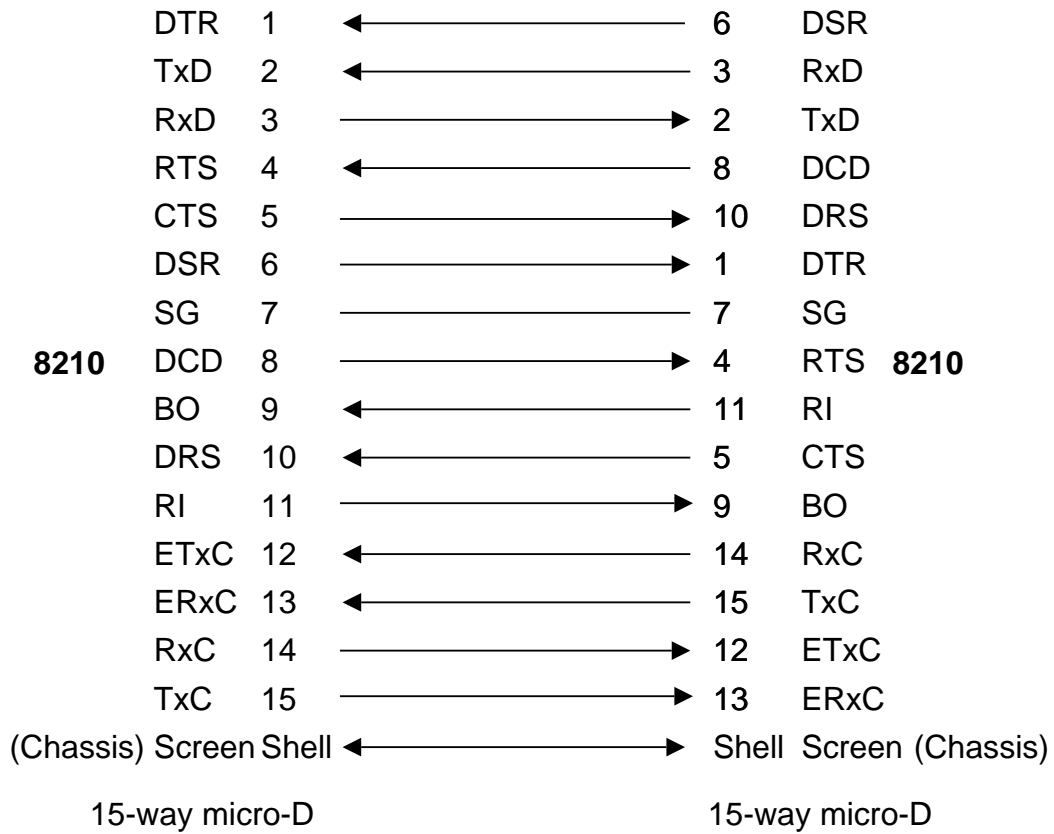 DTR 1 6 DSR
TxD 2 3 RxD
RxD 3 2 TxD
RTS 4 8 DCD
CTS 5 10 DRS
DSR 6 1 DTR
SG 7 7 SG
8210 DCD 8 4 RTS 8210
BO 9 11 RI
DRS 10 5 CTS
RI 11 9 BO
ETxC 12 14 RxC
ERxC 13 15 TxC
RxC 14 12 ETxC
TxC 15 13 ERxC
(Chassis) Screen Shell Shell Screen (Chassis)
15-way micro-D 15-way micro-D